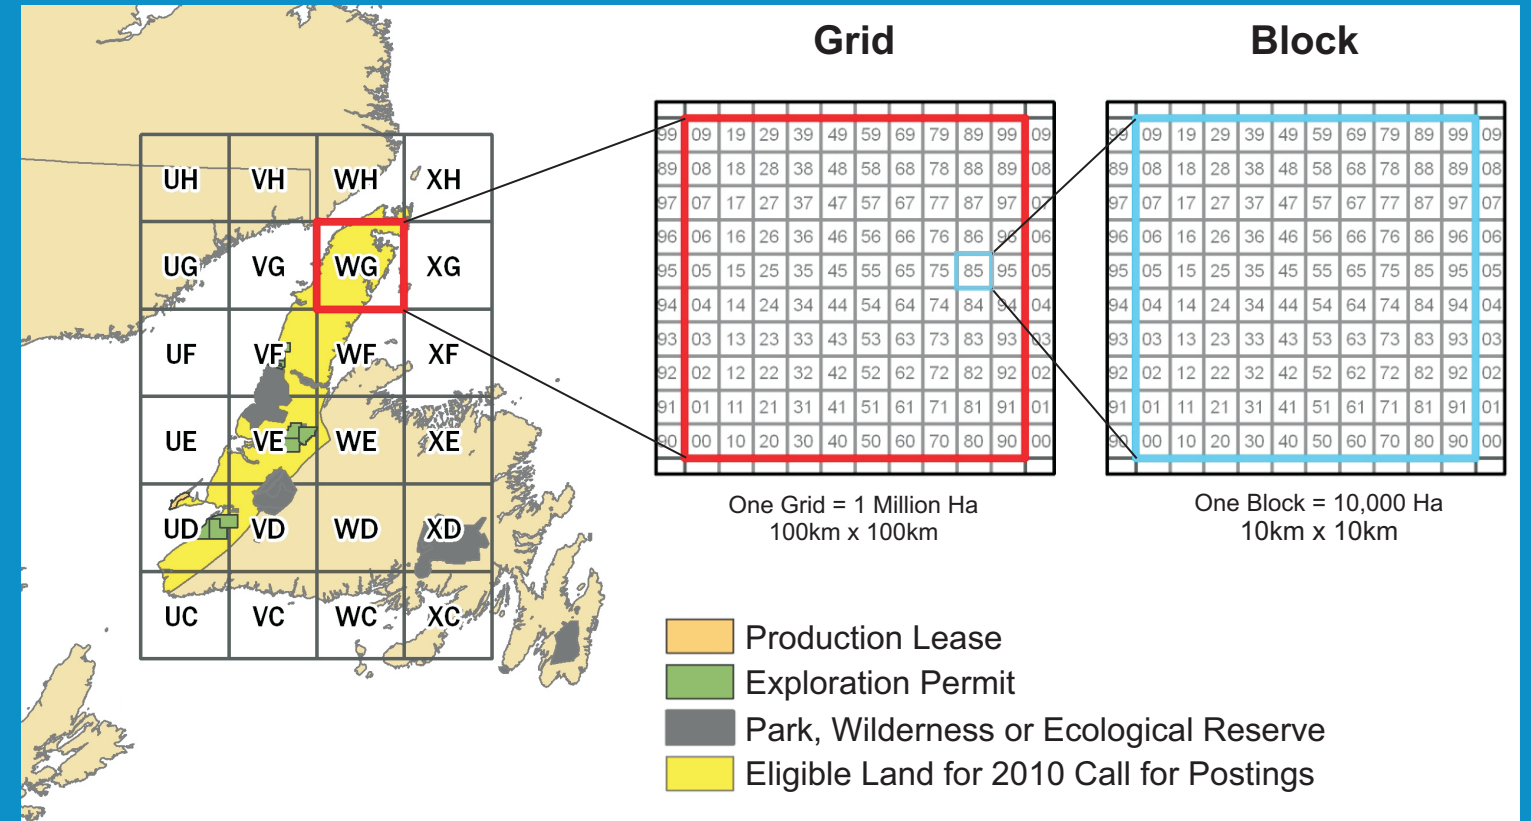 Grid
Block
UH VH WH XH
UG VG WG XG
UF VF WF XF
UE VE WE XE
UD VD WD XD
UC VC WC XC
99 09 19 29 39 49 59 69 79 89 99 09
89 08 18 28 38 48 58 68 78 88 89 08
97 07 17 27 37 47 57 67 77 87 97 07
96 06 16 26 36 46 56 66 76 86 96 06
95 05 15 25 35 45 55 65 75 85 95 05
94 04 14 24 34 44 54 64 74 84 94 04
93 03 13 23 33 43 53 63 73 83 93 03
92 02 12 22 32 42 52 62 72 82 92 02
91 01 11 21 31 41 51 61 71 81 91 01
90 00 10 20 30 40 50 60 70 80 90 00
One Grid = 1 Million Ha
100km x 100km
99 09 19 29 39 49 59 69 79 89 99 09
89 08 18 28 38 48 58 68 78 88 89 08
97 07 17 27 37 47 57 67 77 87 97 07
96 06 16 26 36 46 56 66 76 86 96 06
95 05 15 25 35 45 55 65 75 85 95 05
94 04 14 24 34 44 54 64 74 84 94 04
93 03 13 23 33 43 53 63 73 83 93 03
92 02 12 22 32 42 52 62 72 82 92 02
91 01 11 21 31 41 51 61 71 81 91 01
90 00 10 20 30 40 50 60 70 80 90 00
One Block = 10,000 Ha
10km x 10km
Production Lease
Exploration Permit
Park, Wilderness or Ecological Reserve
Eligible Land for 2010 Call for Postings